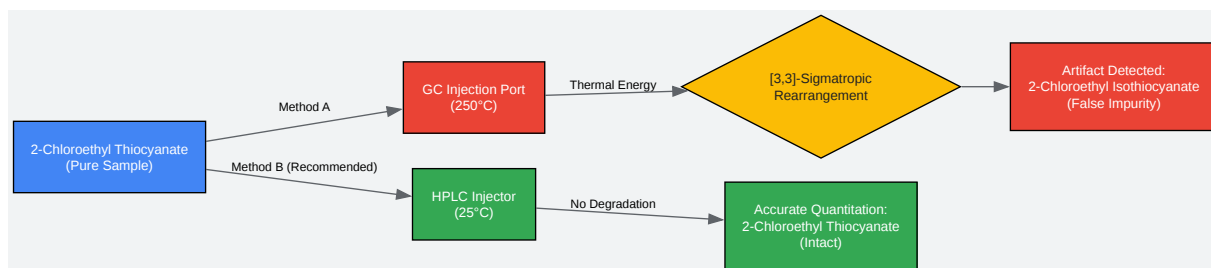 2-Chloroethyl Thiocyanate
(Pure Sample)
Method A
Method B (Recommended)
GC Injection Port
(250°C)
Thermal Energy
[3,3]-Sigmatropic
Rearrangement
Artifact Detected:
2-Chloroethyl Isothiocyanate
(False Impurity)
HPLC Injector
(25°C)
No Degradation
Accurate Quantitation:
2-Chloroethyl Thiocyanate
(Intact)